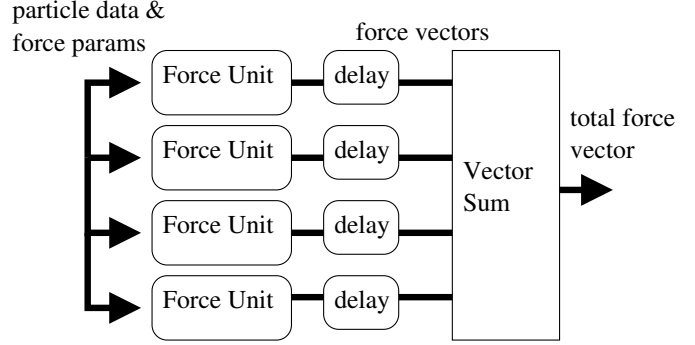 particle data &
force params
force vectors
Force Unit
delay
Force Unit
delay
Force Unit
delay
Force Unit
delay
Vector
Sum
total force
vector